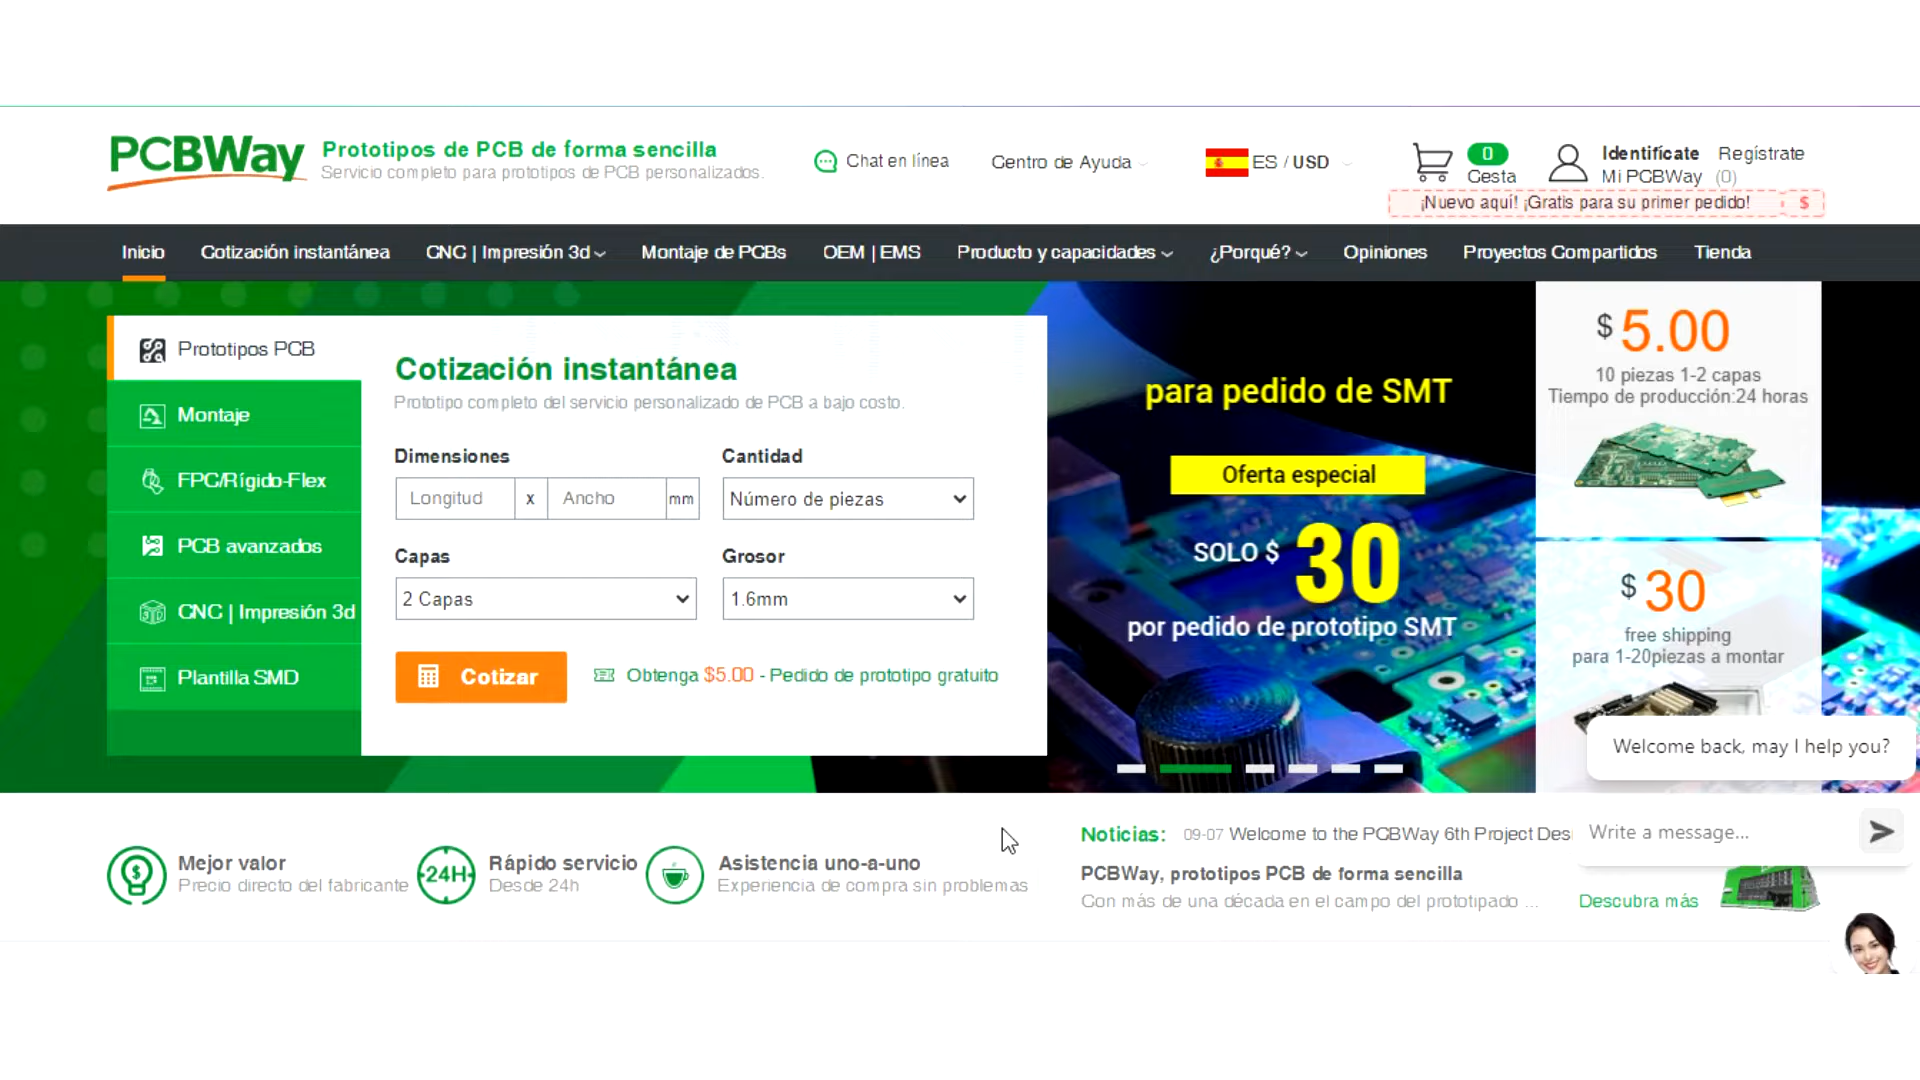 PCBWay
Prototipos de PCB de forma sencilla
Servicio completo para prototipos de PCB personalizados.
Chat en línea
Centro de Ayuda
ES / USD
0
Cesta
Identifícate Regístrate
Mi PCBWay (0)
¡Nuevo aquí! ¡Gratis para su primer pedido! $
Inicio Cotización instantánea CNC | Impresión 3d Montaje de PCBs OEM | EMS Producto y capacidades ¿Porqué? Opiniones Proyectos Compartidos Tienda
Prototipos PCB
Montaje
FPC/Rígido-Flex
PCB avanzados
CNC | Impresión 3d
Plantilla SMD
Cotización instantánea
Prototipo completo del servicio personalizado de PCB a bajo costo.
Dimensiones Cantidad
Longitud x Ancho mm Número de piezas
Capas Grosor
2 Capas 1.6mm
Cotizar
Obtenga $5.00 - Pedido de prototipo gratuito
para pedido de SMT
Oferta especial
SOLO $ 30
por pedido de prototipo SMT
$ 5.00
10 piezas 1-2 capas
Tiempo de producción:24 horas
$ 30
free shipping
para 1-20piezas a montar
Welcome back, may I help you?
Write a message...
Mejor valor
Precio directo del fabricante
24H
Rápido servicio
Desde 24h
Asistencia uno-a-uno
Experiencia de compra sin problemas
Noticias: 09-07 Welcome to the PCBWay 6th Project Des
PCBWay, prototipos PCB de forma sencilla
Con más de una década en el campo del prototipado ...
Descubra más